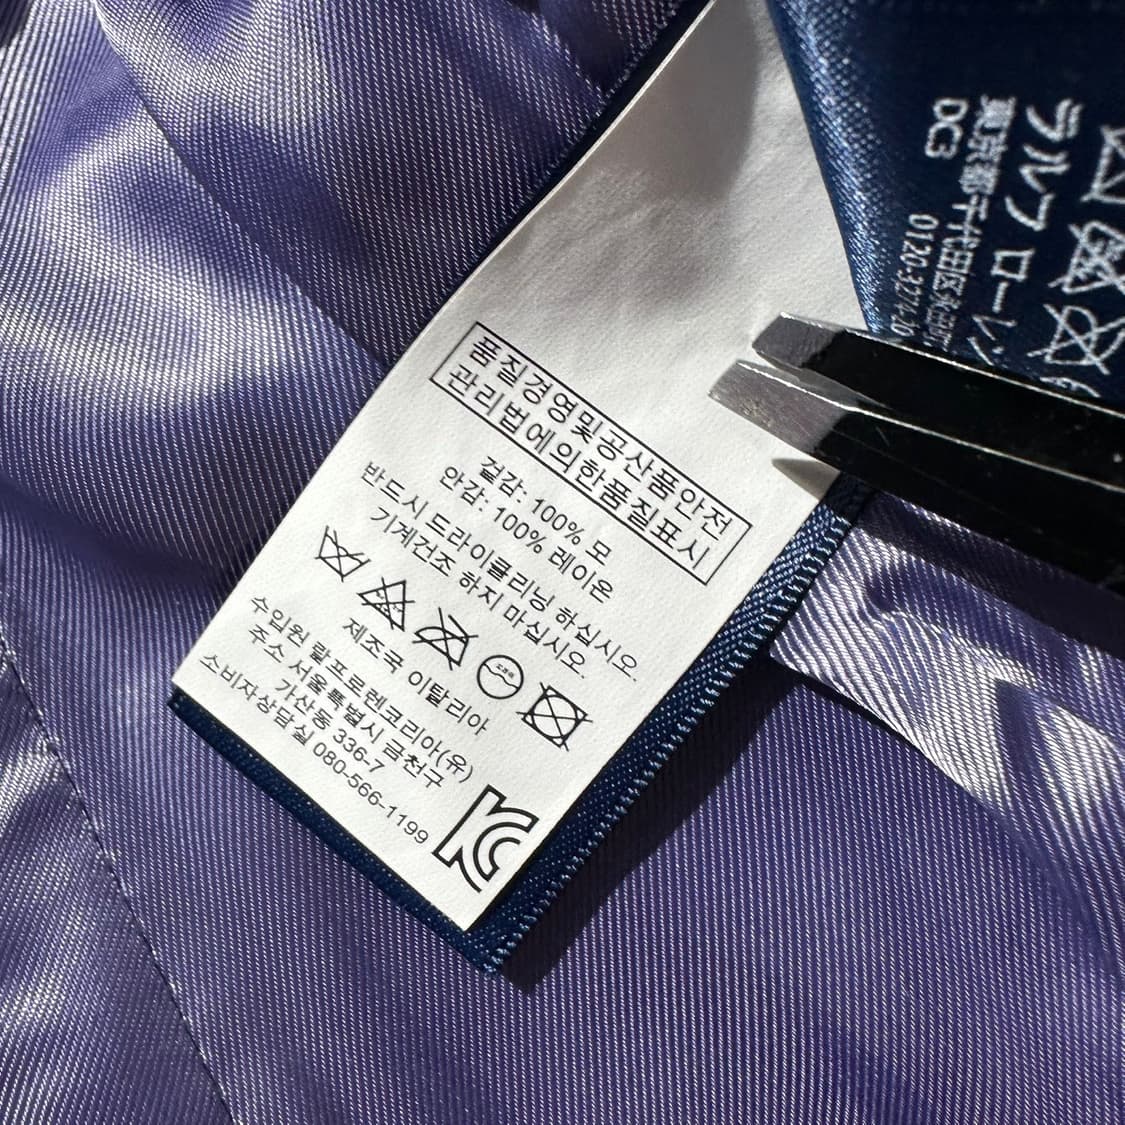 품질경영및공산품안전
관리법에의한품질표시
겉감: 100% 모
안감: 100% 레이온
반드시 드라이클리닝 하십시오.
기계건조 하지 마십시오.
제조국 이탈리아
수입원 랄프로렌코리아(유)
주소 서울특별시 금천구
가산동 336-7
소비자상담실 080-566-1199
ラルフ ローレン
東京都千代田区
0120-3274-20
DC3